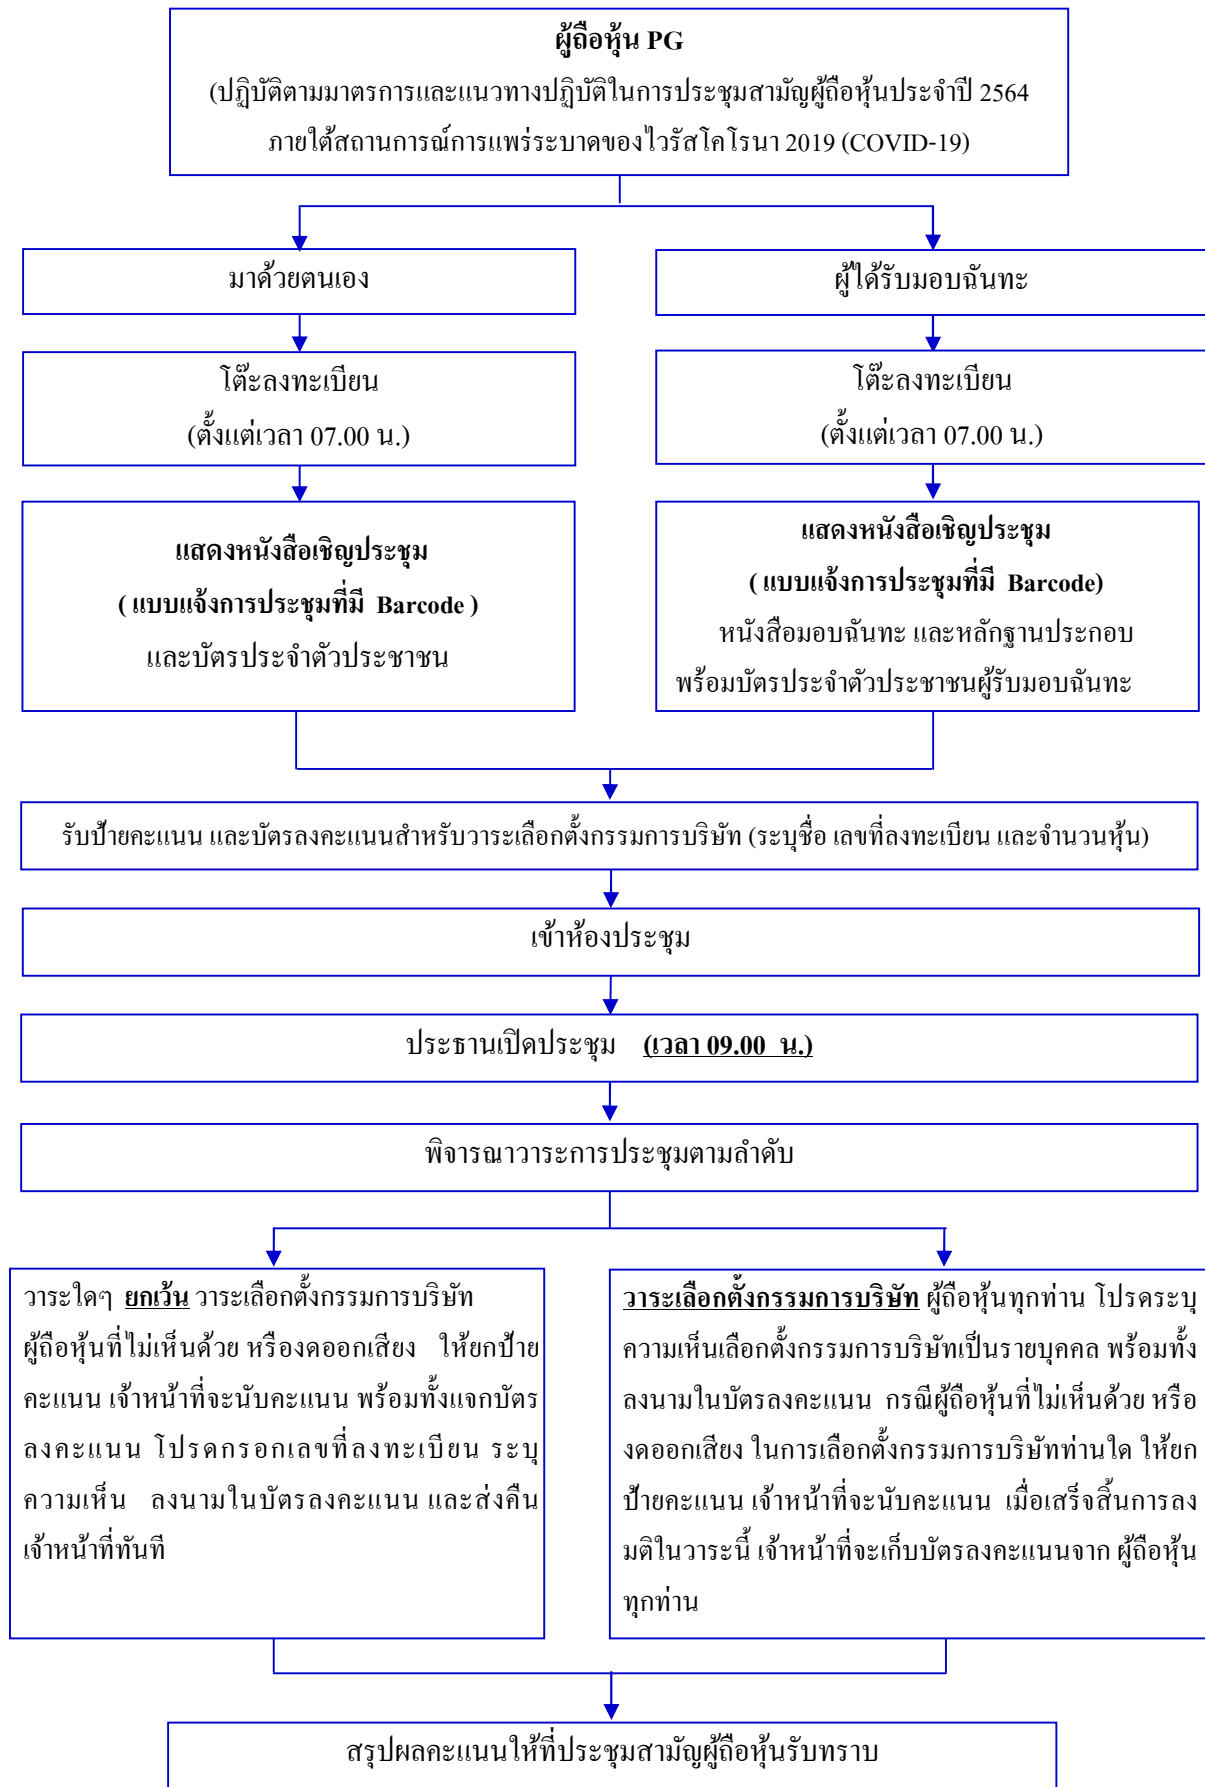 ผู้ถือหุ้น PG
(ปฏิบัติตามมาตรการและแนวทางปฏิบัติในการประชุมสามัญผู้ถือหุ้นประจำปี 2564
ภายใต้สถานการณ์การแพร่ระบาดของไวรัสโคโรนา 2019 (COVID-19)
มาด้วยตนเอง
ผู้ได้รับมอบฉันทะ
โต๊ะลงทะเบียน
(ตั้งแต่เวลา 07.00 น.)
โต๊ะลงทะเบียน
(ตั้งแต่เวลา 07.00 น.)
แสดงหนังสือเชิญประชุม
( แบบแจ้งการประชุมที่มี Barcode )
และบัตรประจำตัวประชาชน
แสดงหนังสือเชิญประชุม
( แบบแจ้งการประชุมที่มี Barcode)
หนังสือมอบฉันทะ และหลักฐานประกอบ
พร้อมบัตรประจำตัวประชาชนผู้รับมอบฉันทะ
รับป้ายคะแนน และบัตรลงคะแนนสำหรับวาระเลือกตั้งกรรมการบริษัท (ระบุชื่อ เลขที่ลงทะเบียน และจำนวนหุ้น)
เข้าห้องประชุม
ประธานเปิดประชุม (เวลา 09.00 น.)
พิจารณาวาระการประชุมตามลำดับ
วาระใดๆ ยกเว้น วาระเลือกตั้งกรรมการบริษัท
ผู้ถือหุ้นที่ไม่เห็นด้วย หรืองดออกเสียง ให้ยกป้าย
คะแนน เจ้าหน้าที่จะนับคะแนน พร้อมทั้งแจกบัตร
ลงคะแนน โปรดกรอกเลขที่ลงทะเบียน ระบุ
ความเห็น ลงนามในบัตรลงคะแนน และส่งคืน
เจ้าหน้าที่ทันที
วาระเลือกตั้งกรรมการบริษัท ผู้ถือหุ้นทุกท่าน โปรดระบุ
ความเห็นเลือกตั้งกรรมการบริษัทเป็นรายบุคคล พร้อมทั้ง
ลงนามในบัตรลงคะแนน กรณีผู้ถือหุ้นที่ไม่เห็นด้วย หรือ
งดออกเสียง ในการเลือกตั้งกรรมการบริษัทท่านใด ให้ยก
ป้ายคะแนน เจ้าหน้าที่จะนับคะแนน เมื่อเสร็จสิ้นการลง
มติในวาระนี้ เจ้าหน้าที่จะเก็บบัตรลงคะแนนจาก ผู้ถือหุ้น
ทุกท่าน
สรุปผลคะแนนให้ที่ประชุมสามัญผู้ถือหุ้นรับทราบ